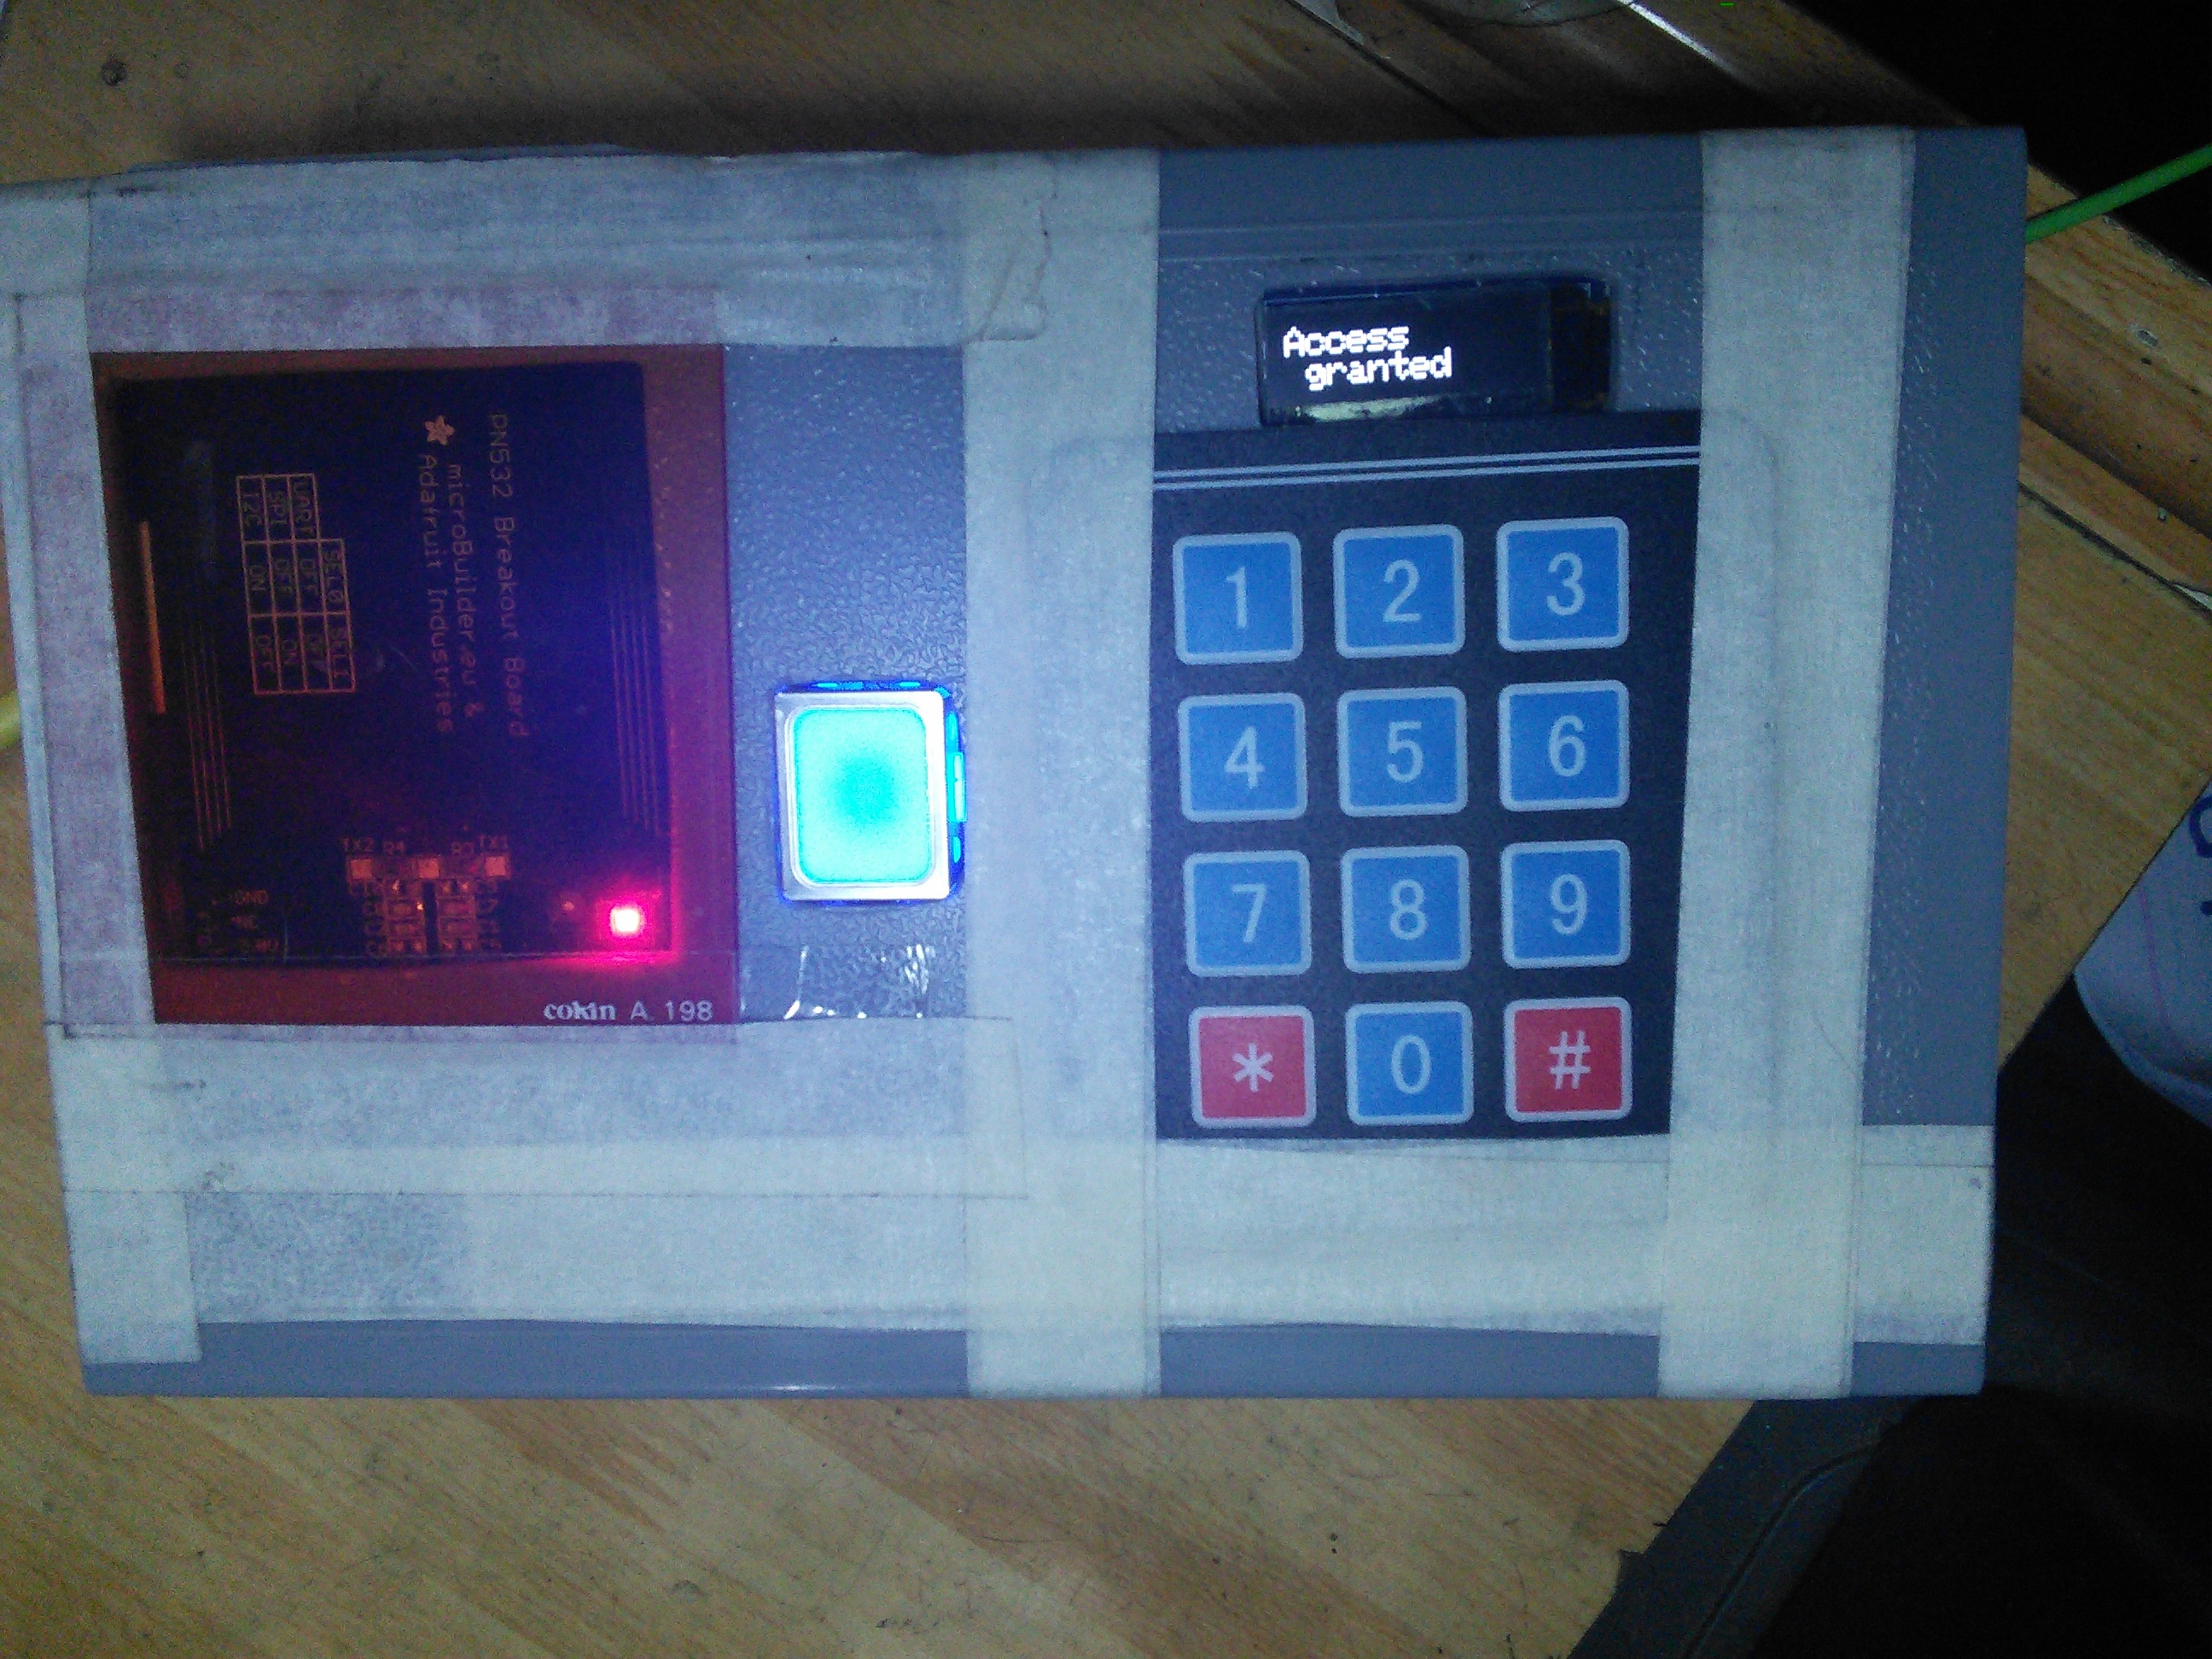 Access
granted
1 2 3
4 5 6
7 8 9
* 0 #
PN532 Breakout Board
microBuilder.eu &
Adafruit Industries
SEL0 SEL1
UART OFF OFF
SPI OFF ON
I2C ON OFF
TX2 R4 R3 TX1
GND
cokin A. 198